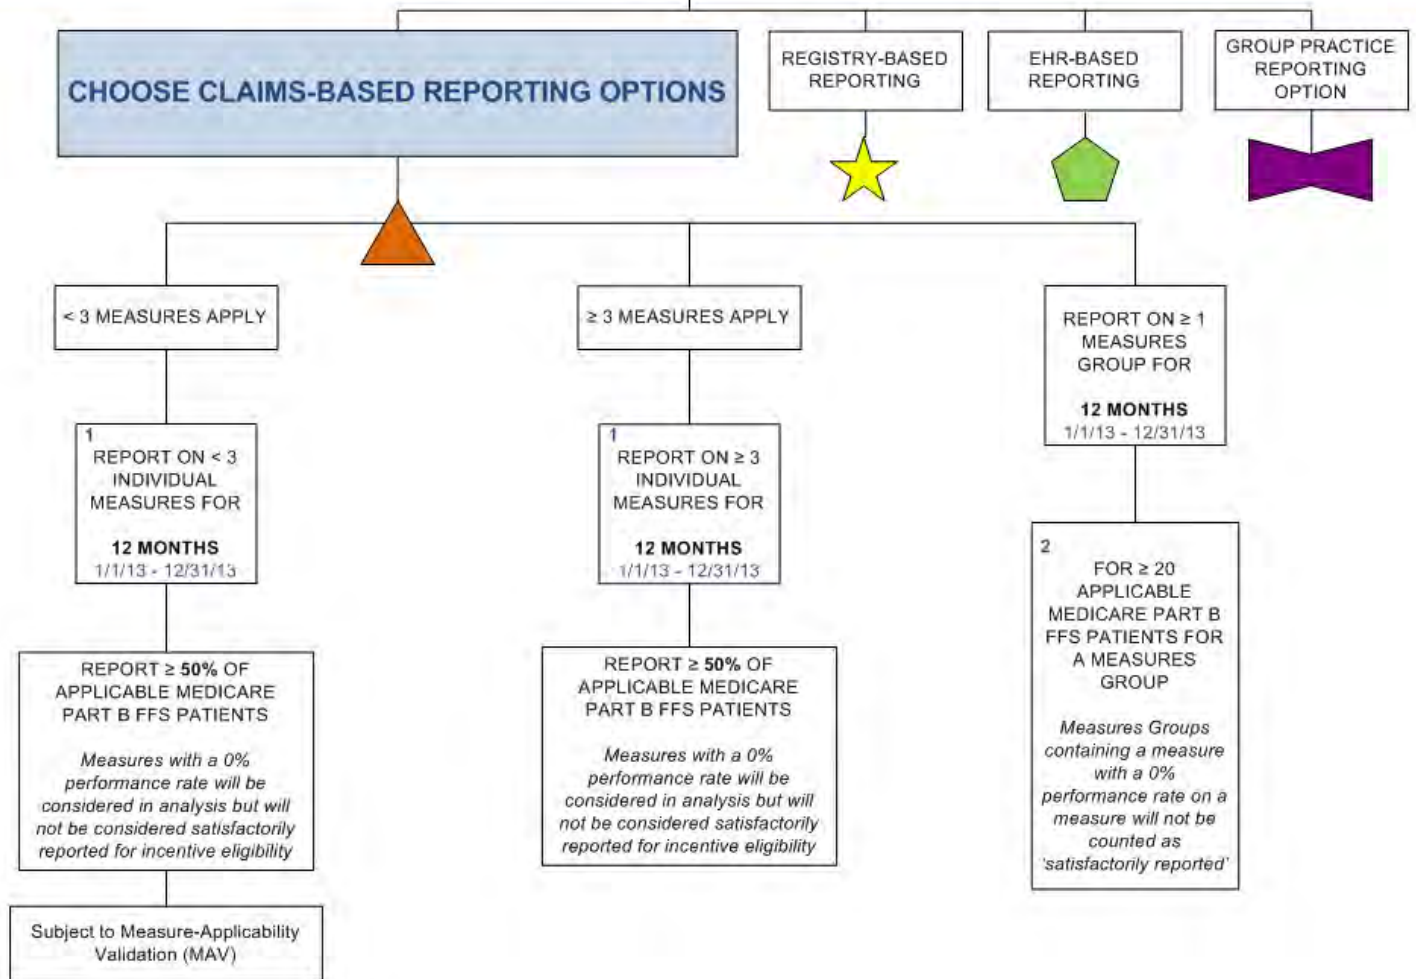 CHOOSE CLAIMS-BASED REPORTING OPTIONS
REGISTRY-BASED
REPORTING
EHR-BASED
REPORTING
GROUP PRACTICE
REPORTING
OPTION
< 3 MEASURES APPLY
≥ 3 MEASURES APPLY
REPORT ON ≥ 1
MEASURES
GROUP FOR
12 MONTHS
1/1/13 - 12/31/13
1
REPORT ON < 3
INDIVIDUAL
MEASURES FOR
12 MONTHS
1/1/13 - 12/31/13
1
REPORT ON ≥ 3
INDIVIDUAL
MEASURES FOR
12 MONTHS
1/1/13 - 12/31/13
2
FOR ≥ 20
APPLICABLE
MEDICARE PART B
FFS PATIENTS FOR
A MEASURES
GROUP
Measures Groups
containing a measure
with a 0%
performance rate on a
measure will not be
counted as
'satisfactorily reported'
REPORT ≥ 50% OF
APPLICABLE MEDICARE
PART B FFS PATIENTS
Measures with a 0%
performance rate will be
considered in analysis but will
not be considered satisfactorily
reported for incentive eligibility
REPORT ≥ 50% OF
APPLICABLE MEDICARE
PART B FFS PATIENTS
Measures with a 0%
performance rate will be
considered in analysis but will
not be considered satisfactorily
reported for incentive eligibility
Subject to Measure-Applicability
Validation (MAV)